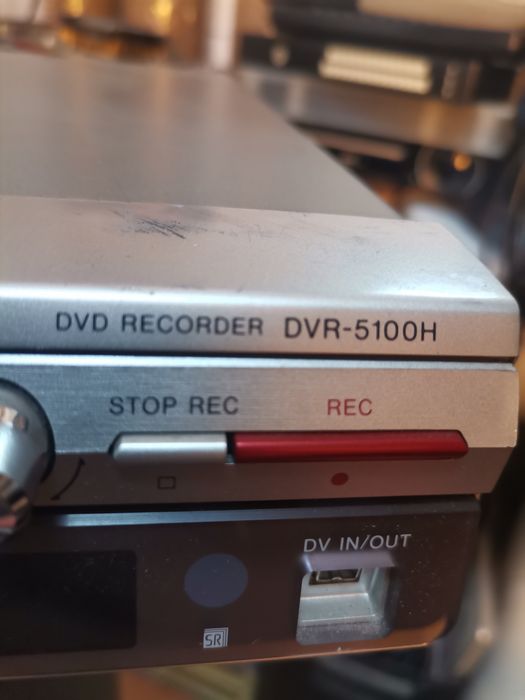 DVD RECORDER DVR-5100H
STOP REC REC
DV IN/OUT
SR